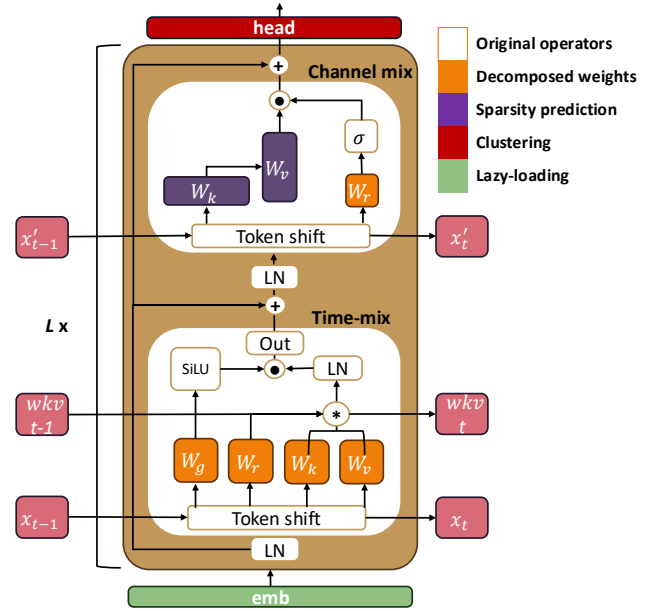 head
Original operators
Decomposed weights
Sparsity prediction
Clustering
Lazy-loading
+
Channel mix
σ
W_v
W_k
W_r
x'_{t-1}
Token shift
x'_t
LN
+
L x
Time-mix
Out
SiLU
LN
wkv
t-1
*
wkv
t
W_g
W_r
W_k
W_v
x_{t-1}
Token shift
x_t
LN
emb